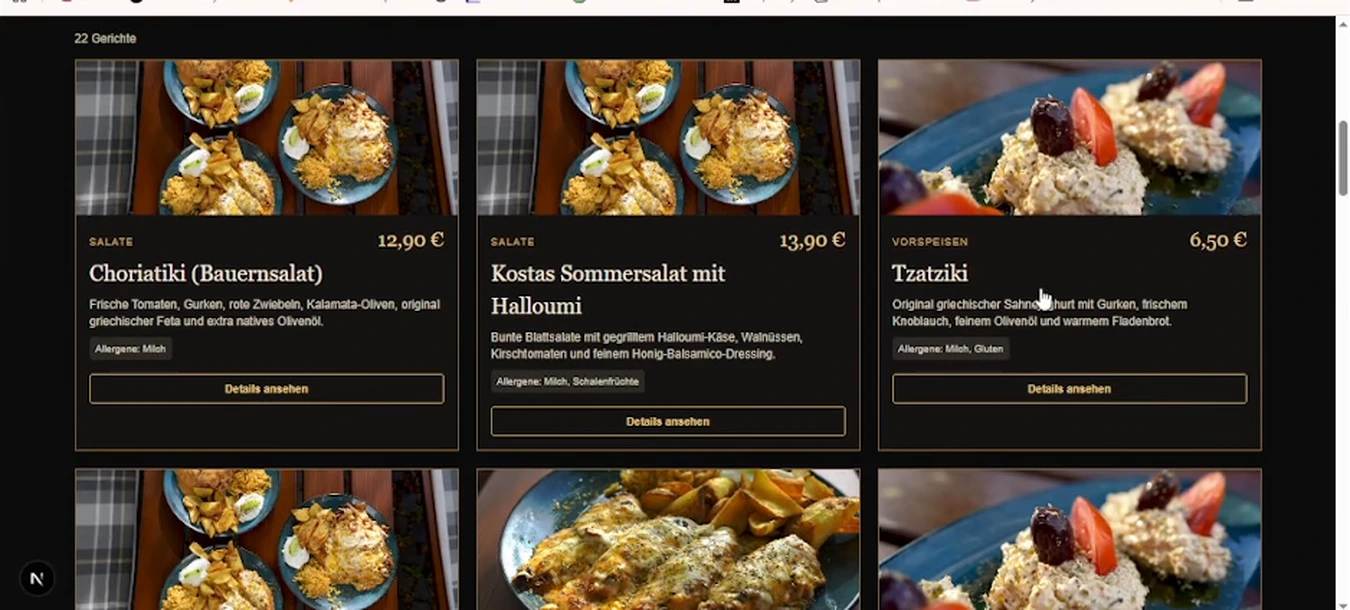 22 Gerichte
SALATE
12,90 €
Choriatiki (Bauernsalat)
Frische Tomaten, Gurken, rote Zwiebeln, Kalamata-Oliven, original
griechischer Feta und extra natives Olivenöl.
Allergene: Milch
Details ansehen
SALATE
13,90 €
Kostas Sommersalat mit
Halloumi
Bunte Blattsalate mit gegrilltem Halloumi-Käse, Walnüssen,
Kirschtomaten und feinem Honig-Balsamico-Dressing.
Allergene: Milch, Schalenfrüchte
Details ansehen
VORSPEISEN
6,50 €
Tzatziki
Original griechischer mit Gurken, frischem
Knoblauch, feinem Olivenöl und warmem Fladenbrot.
Allergene: Milch, Gluten
Details ansehen
N